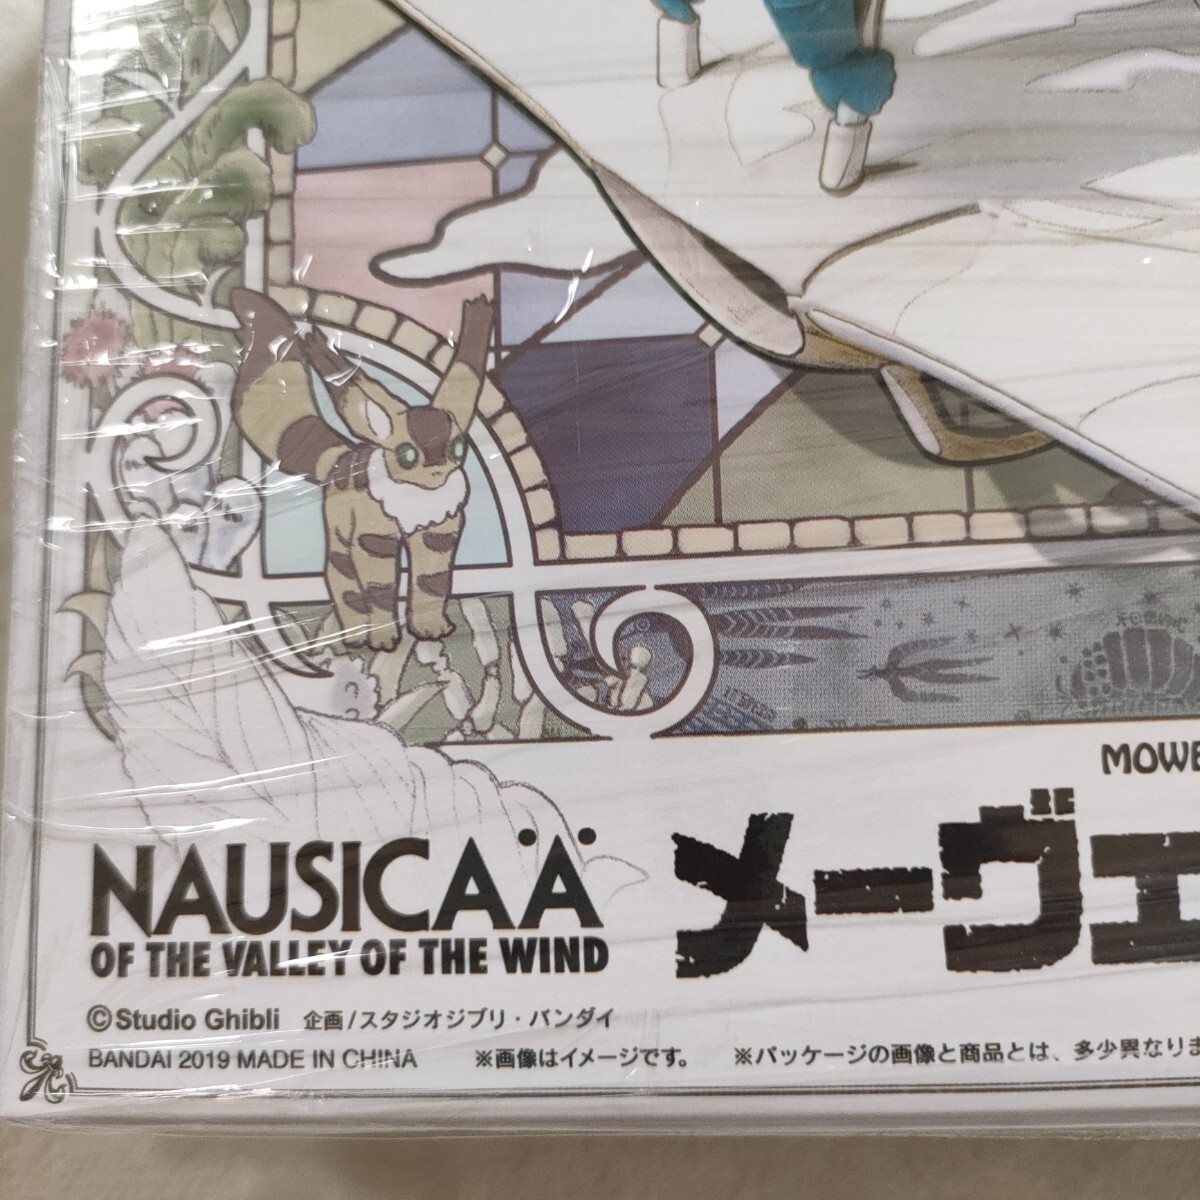 MOWE
メーヴェ
NAUSICAÄ
OF THE VALLEY OF THE WIND
©Studio Ghibli 企画/スタジオジブリ・バンダイ
BANDAI 2019 MADE IN CHINA ※画像はイメージです。 ※パッケージの画像と商品とは、多少異なりま